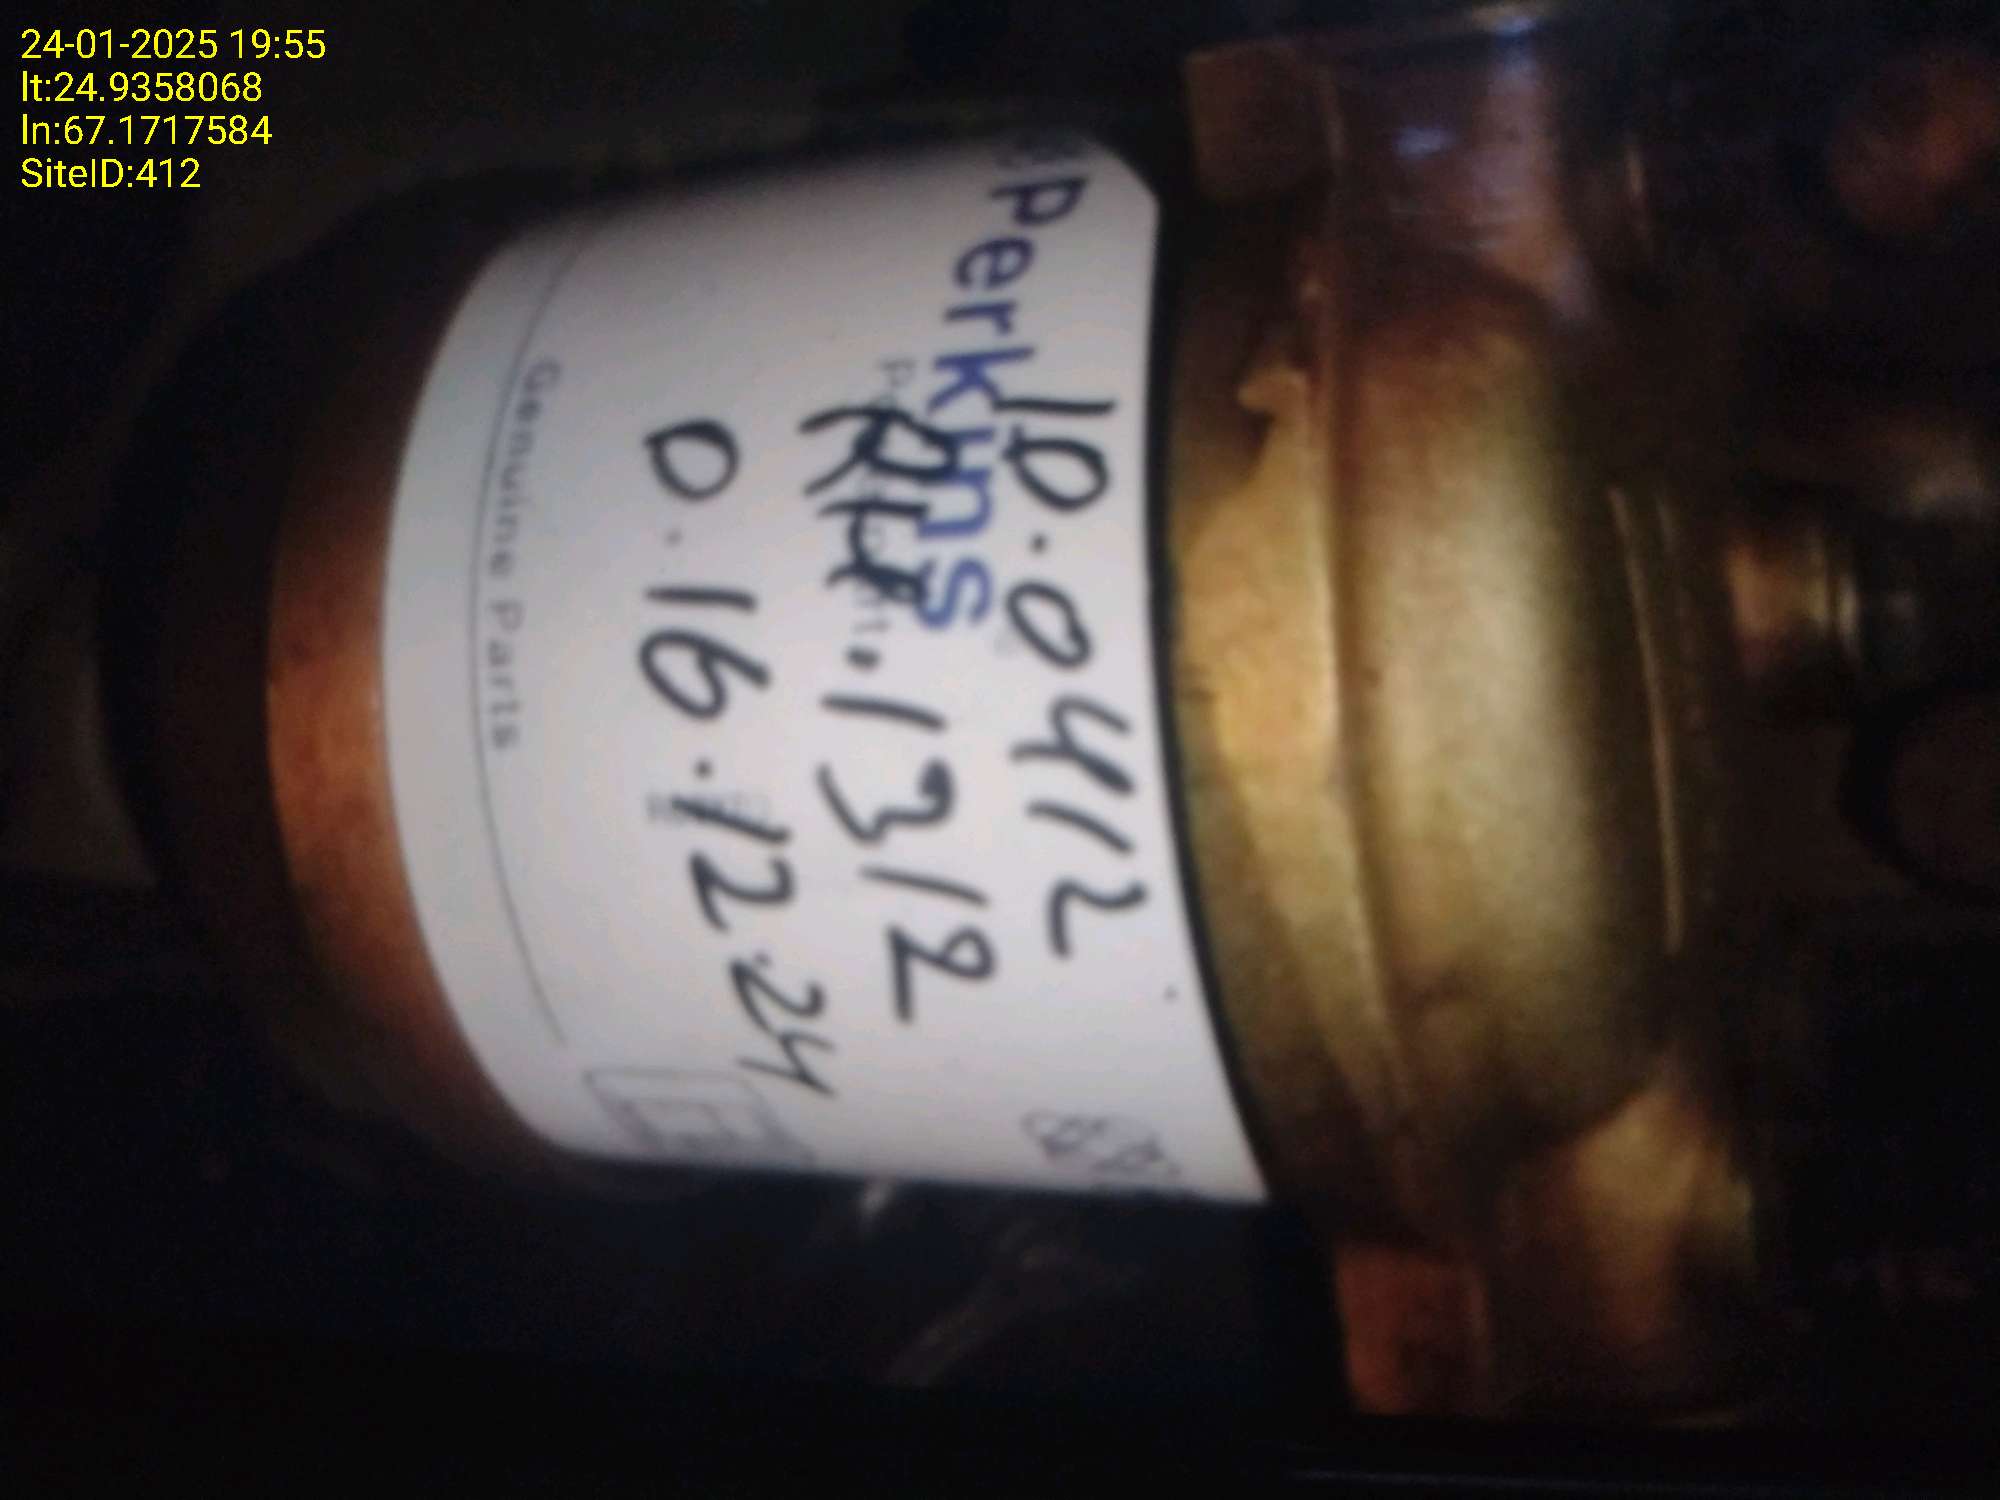 24-01-2025 19:55
lt:24.9358068
ln:67.1717584
SiteID:412
Perkins
10.0412
RH.1312
0.16.12.24
Genuine Parts